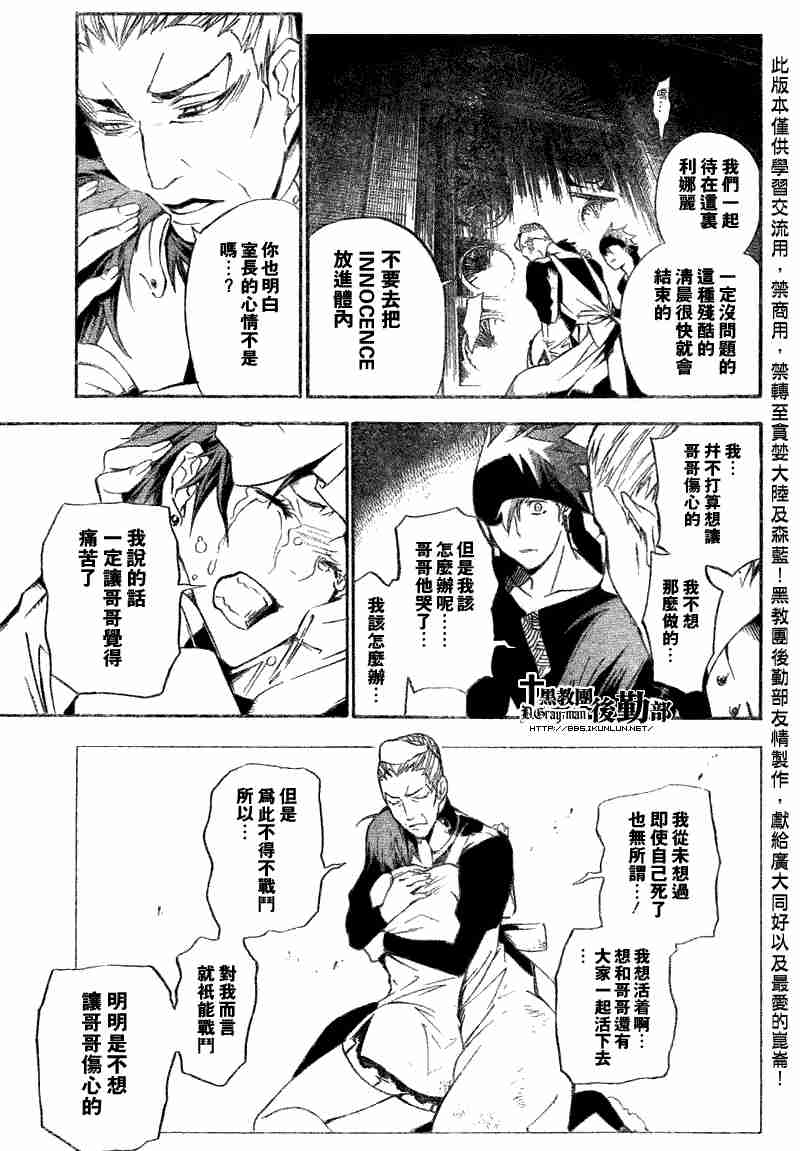 嗚…
我們一起
待在這裏
利娜麗
一定沒問題的
這種殘酷的
清晨很快就會
結束的
不要去把
INNOCENCE
放進體內
你也明白
室長的心情不是
嗎…?
我…
并不打算想讓
哥哥傷心的
我不想
那麼做的…
但是我該
怎麼辦呢……
哥哥他哭了…
我該怎麼辦…
我說的話
一定讓哥哥覺得
痛苦了
黑教團
D.Gray-man
後勤部
HTTP://BBS.IKUNLUN.NET/
我從未想過
即使自己死了
也無所謂…!
我想活着啊…
想和哥哥還有
大家一起活下去
但是
爲此不得不戰鬥
所以…
對我而言
就衹能戰鬥
明明是不想
讓哥哥傷心的
此版本僅供學習交流用，禁商用，禁轉至貪婪大陸及森藍！黑教團後勤部友情製作，獻給廣大同好以及最愛的崑崙！